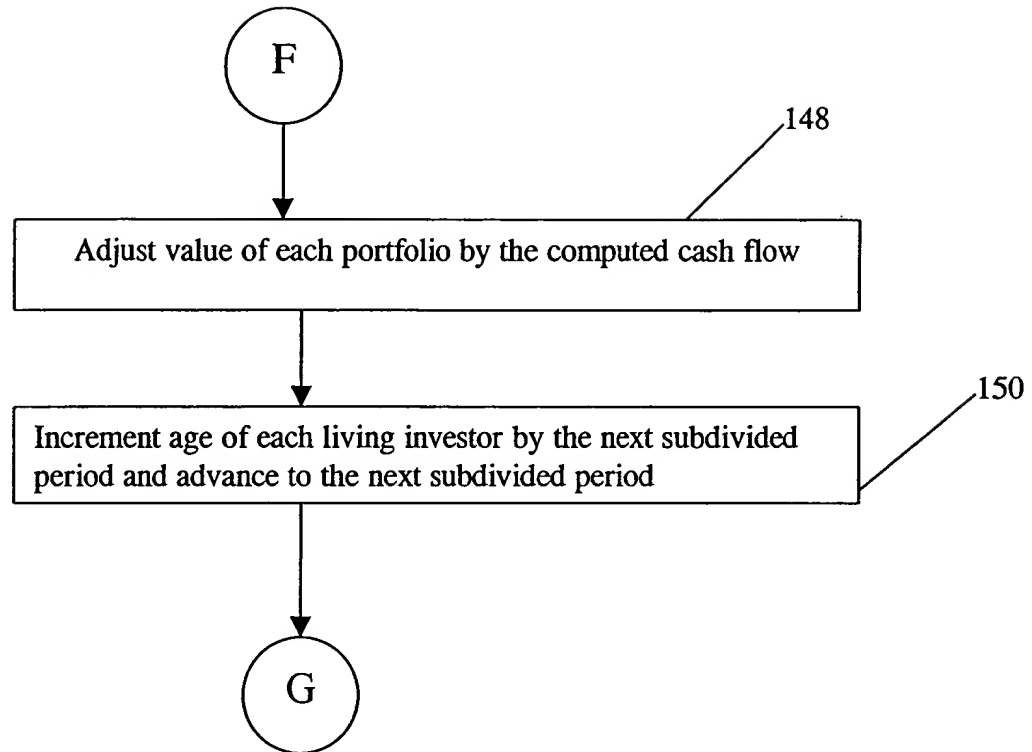 F
148
Adjust value of each portfolio by the computed cash flow
150
Increment age of each living investor by the next subdivided
period and advance to the next subdivided period
G